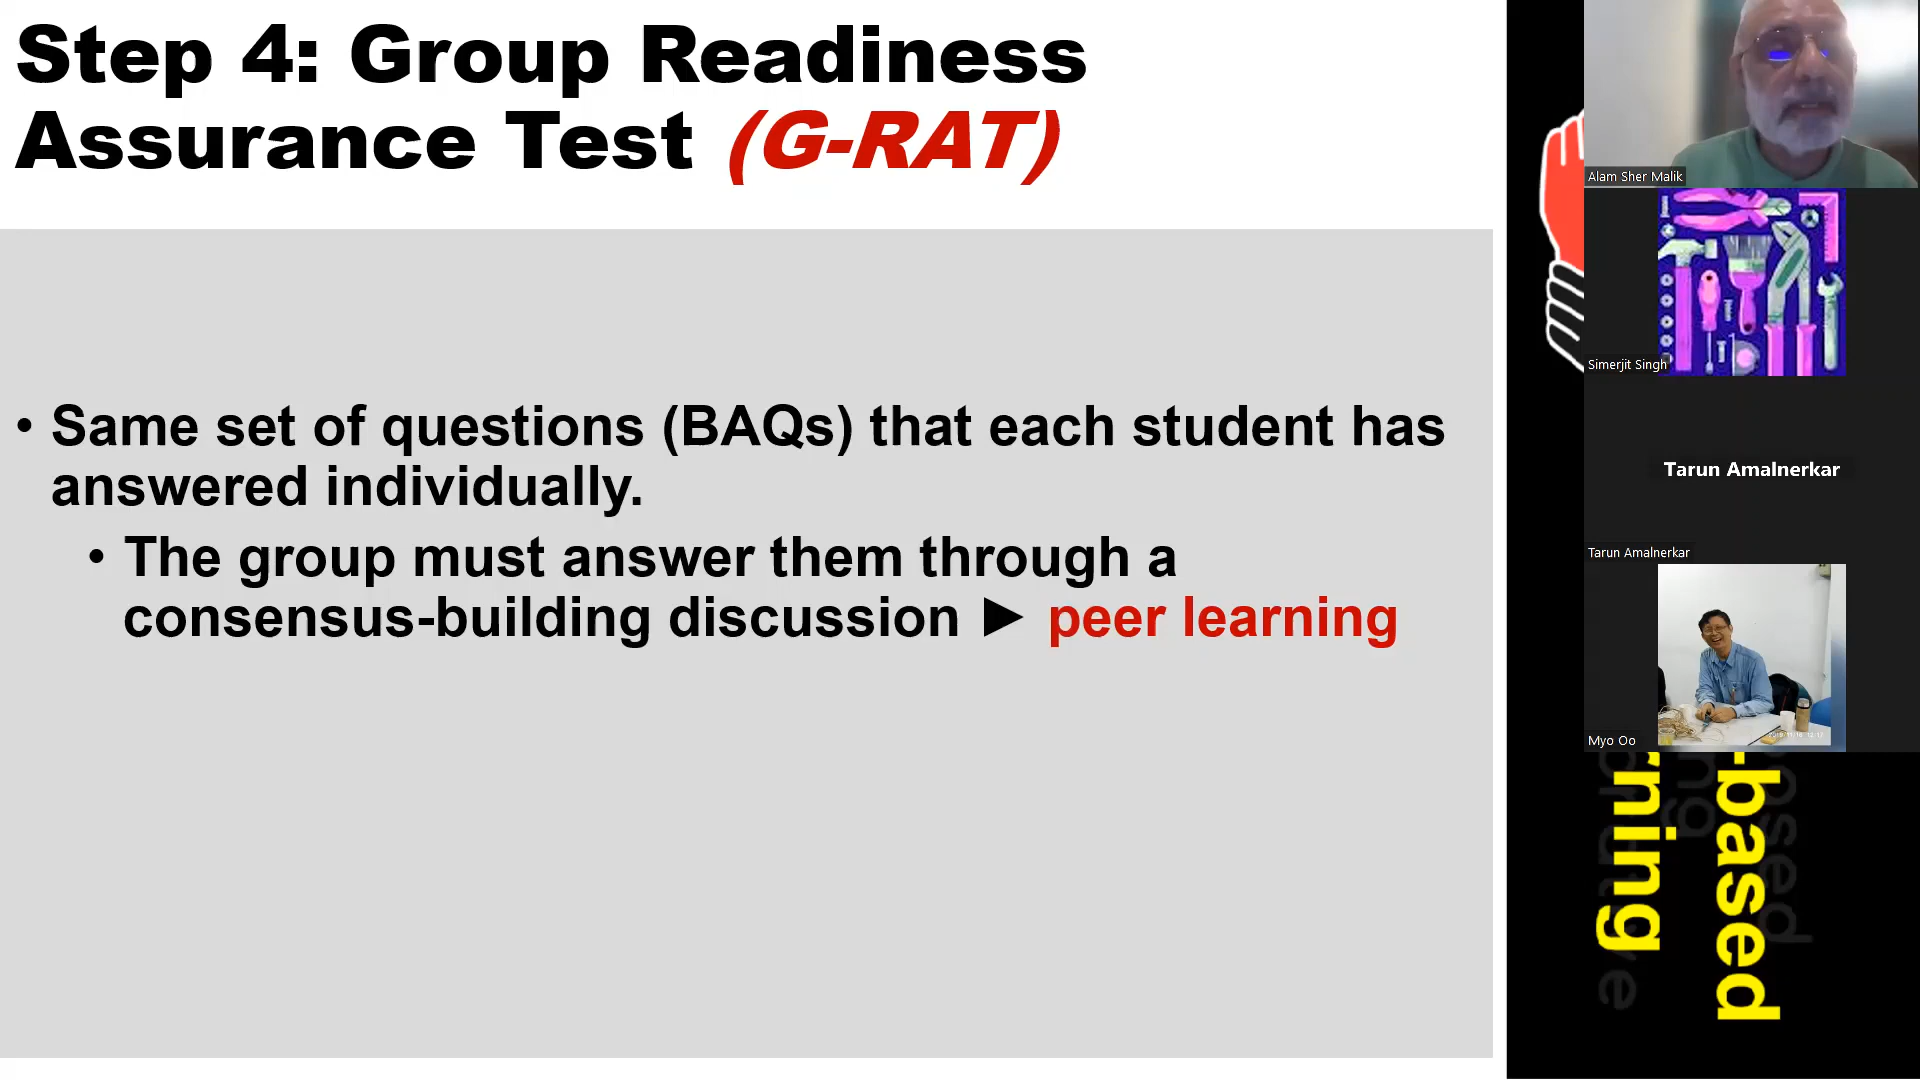 Step 4: Group Readiness
Assurance Test (G-RAT)
• Same set of questions (BAQs) that each student has
answered individually.
• The group must answer them through a
consensus-building discussion ► peer learning
Alam Sher Malik
Simerjit Singh
Tarun Amalnerkar
Tarun Amalnerkar
Myo Oo
-based
rning